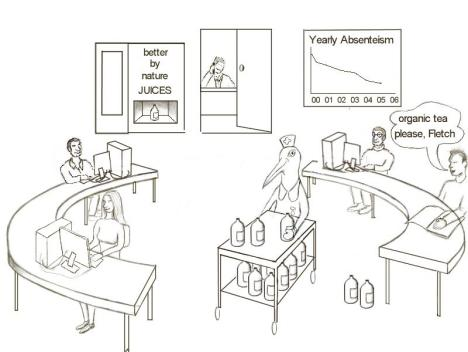 better
by
nature
JUICES
Yearly Absenteism
00 01 02 03 04 05 06
organic tea
please, Fletch